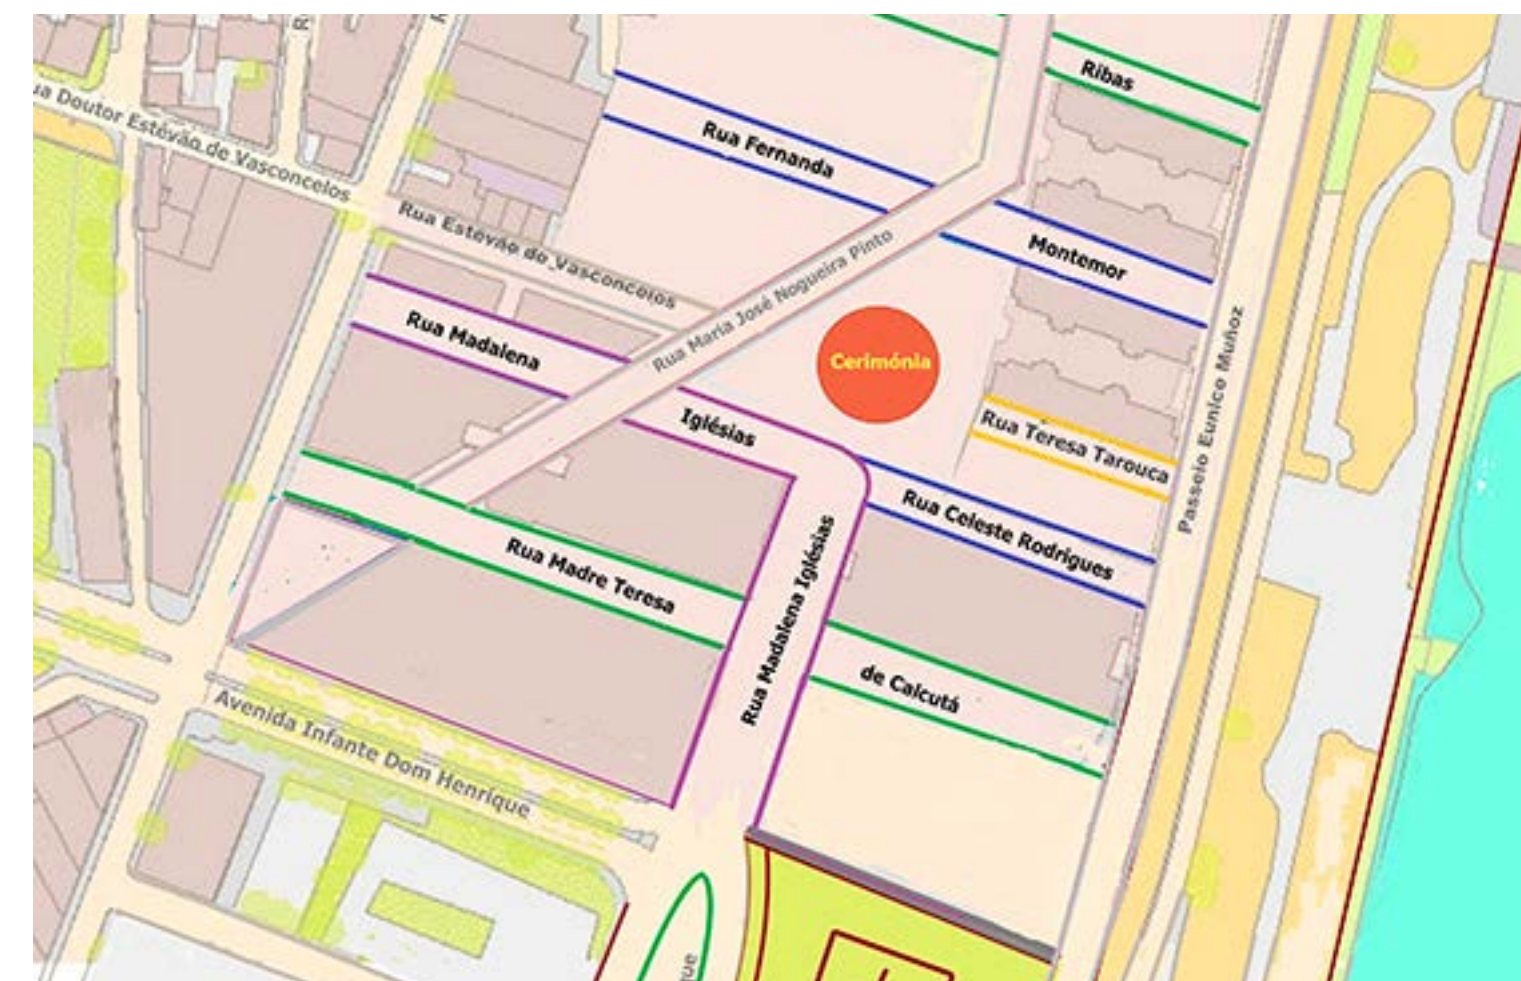 Ribas
Rua Fernanda
ua Doutor Estêvão de Vasconcelos
Rua Estêvão de Vasconcelos
Montemor
Rua Maria José Nogueira Pinto
Rua Madalena
Cerimónia
Iglésias
Rua Teresa Tarouca
Passeio Eunice Muñoz
Rua Celeste Rodrigues
Rua Madre Teresa
Rua Madalena Iglésias
de Calcutá
Avenida Infante Dom Henrique
que